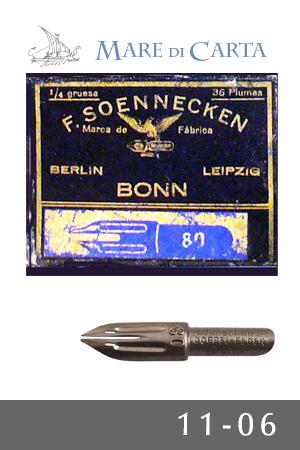 MARE DI CARTA
1/4 gruesa 36 Plumas
F. SOENNECKEN
Marca de Fábrica
BERLIN LEIPZIG
BONN
80
11-06